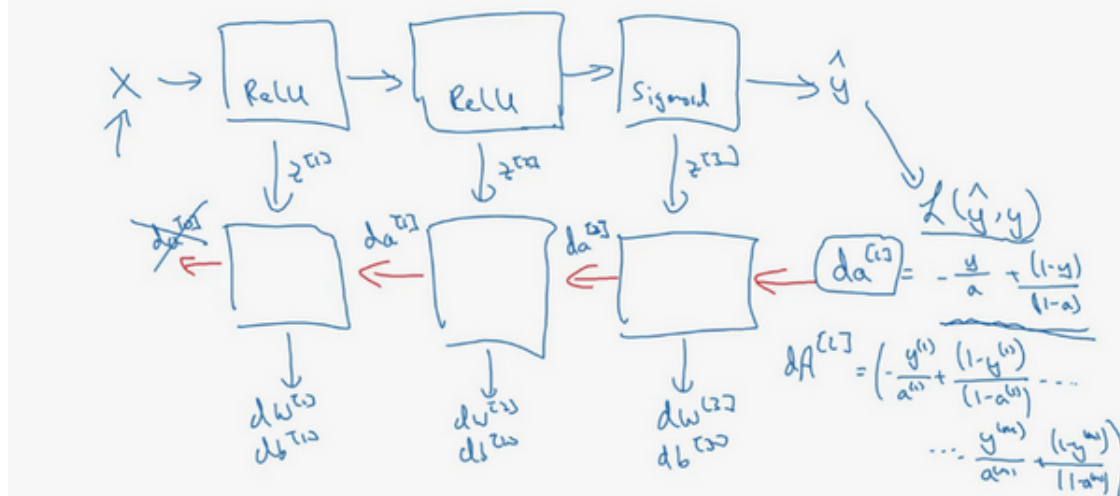 X → ReLU → ReLU → Sigmoid → ŷ
z^[1] z^[2] z^[3]
L(ŷ, y)
da^[0] da^[1] da^[2] da^[L] = - y/a + (1-y)/(1-a)
dA^[L] = (- y^(1)/a^(1) + (1-y^(1))/(1-a^(1)) ....
.... - y^(m)/a^(m) + (1-y^(m))/(1-a^(m)))
dW^[1] dW^[2] dW^[3]
db^[1] db^[2] db^[3]